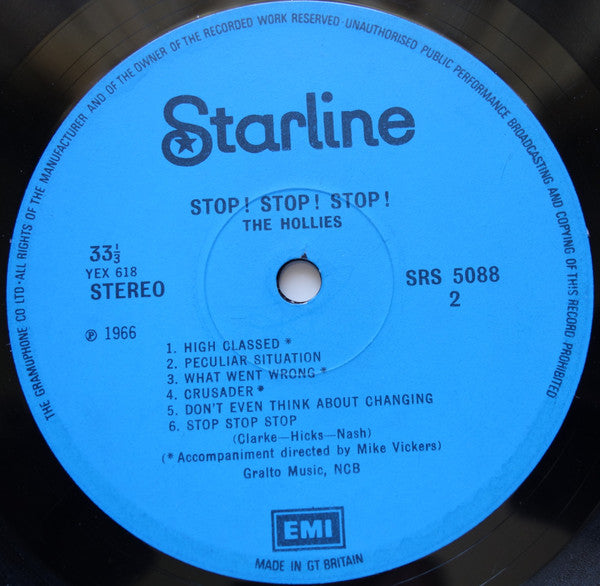 THE GRAMOPHONE CO LTD·ALL RIGHTS OF THE MANUFACTURER AND OF THE OWNER OF THE RECORDED WORK RESERVED·UNAUTHORISED PUBLIC PERFORMANCE BROADCASTING AND COPYING OF THIS RECORD PROHIBITED
Starline
STOP! STOP! STOP!
THE HOLLIES
33⅓
YEX 618
STEREO
SRS 5088
2
℗ 1966
1. HIGH CLASSED *
2. PECULIAR SITUATION
3. WHAT WENT WRONG *
4. CRUSADER *
5. DON'T EVEN THINK ABOUT CHANGING
6. STOP STOP STOP
(Clarke—Hicks—Nash)
(* Accompaniment directed by Mike Vickers)
Gralto Music, NCB
EMI
MADE IN GT BRITAIN